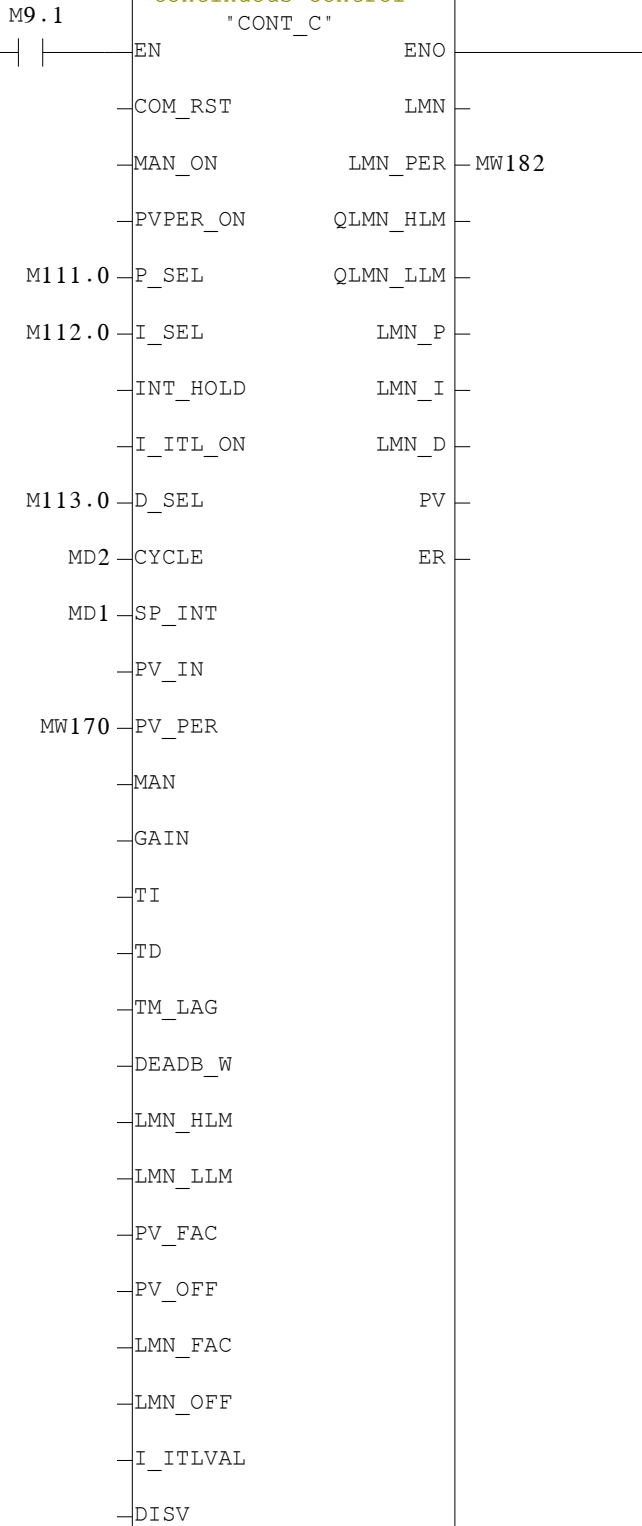 Continuous Control
M9.1 "CONT_C"
EN ENO
COM_RST LMN
MAN_ON LMN_PER MW182
PVPER_ON QLMN_HLM
M111.0 P_SEL QLMN_LLM
M112.0 I_SEL LMN_P
INT_HOLD LMN_I
I_ITL_ON LMN_D
M113.0 D_SEL PV
MD2 CYCLE ER
MD1 SP_INT
PV_IN
MW170 PV_PER
MAN
GAIN
TI
TD
TM_LAG
DEADB_W
LMN_HLM
LMN_LLM
PV_FAC
PV_OFF
LMN_FAC
LMN_OFF
I_ITLVAL
DISV